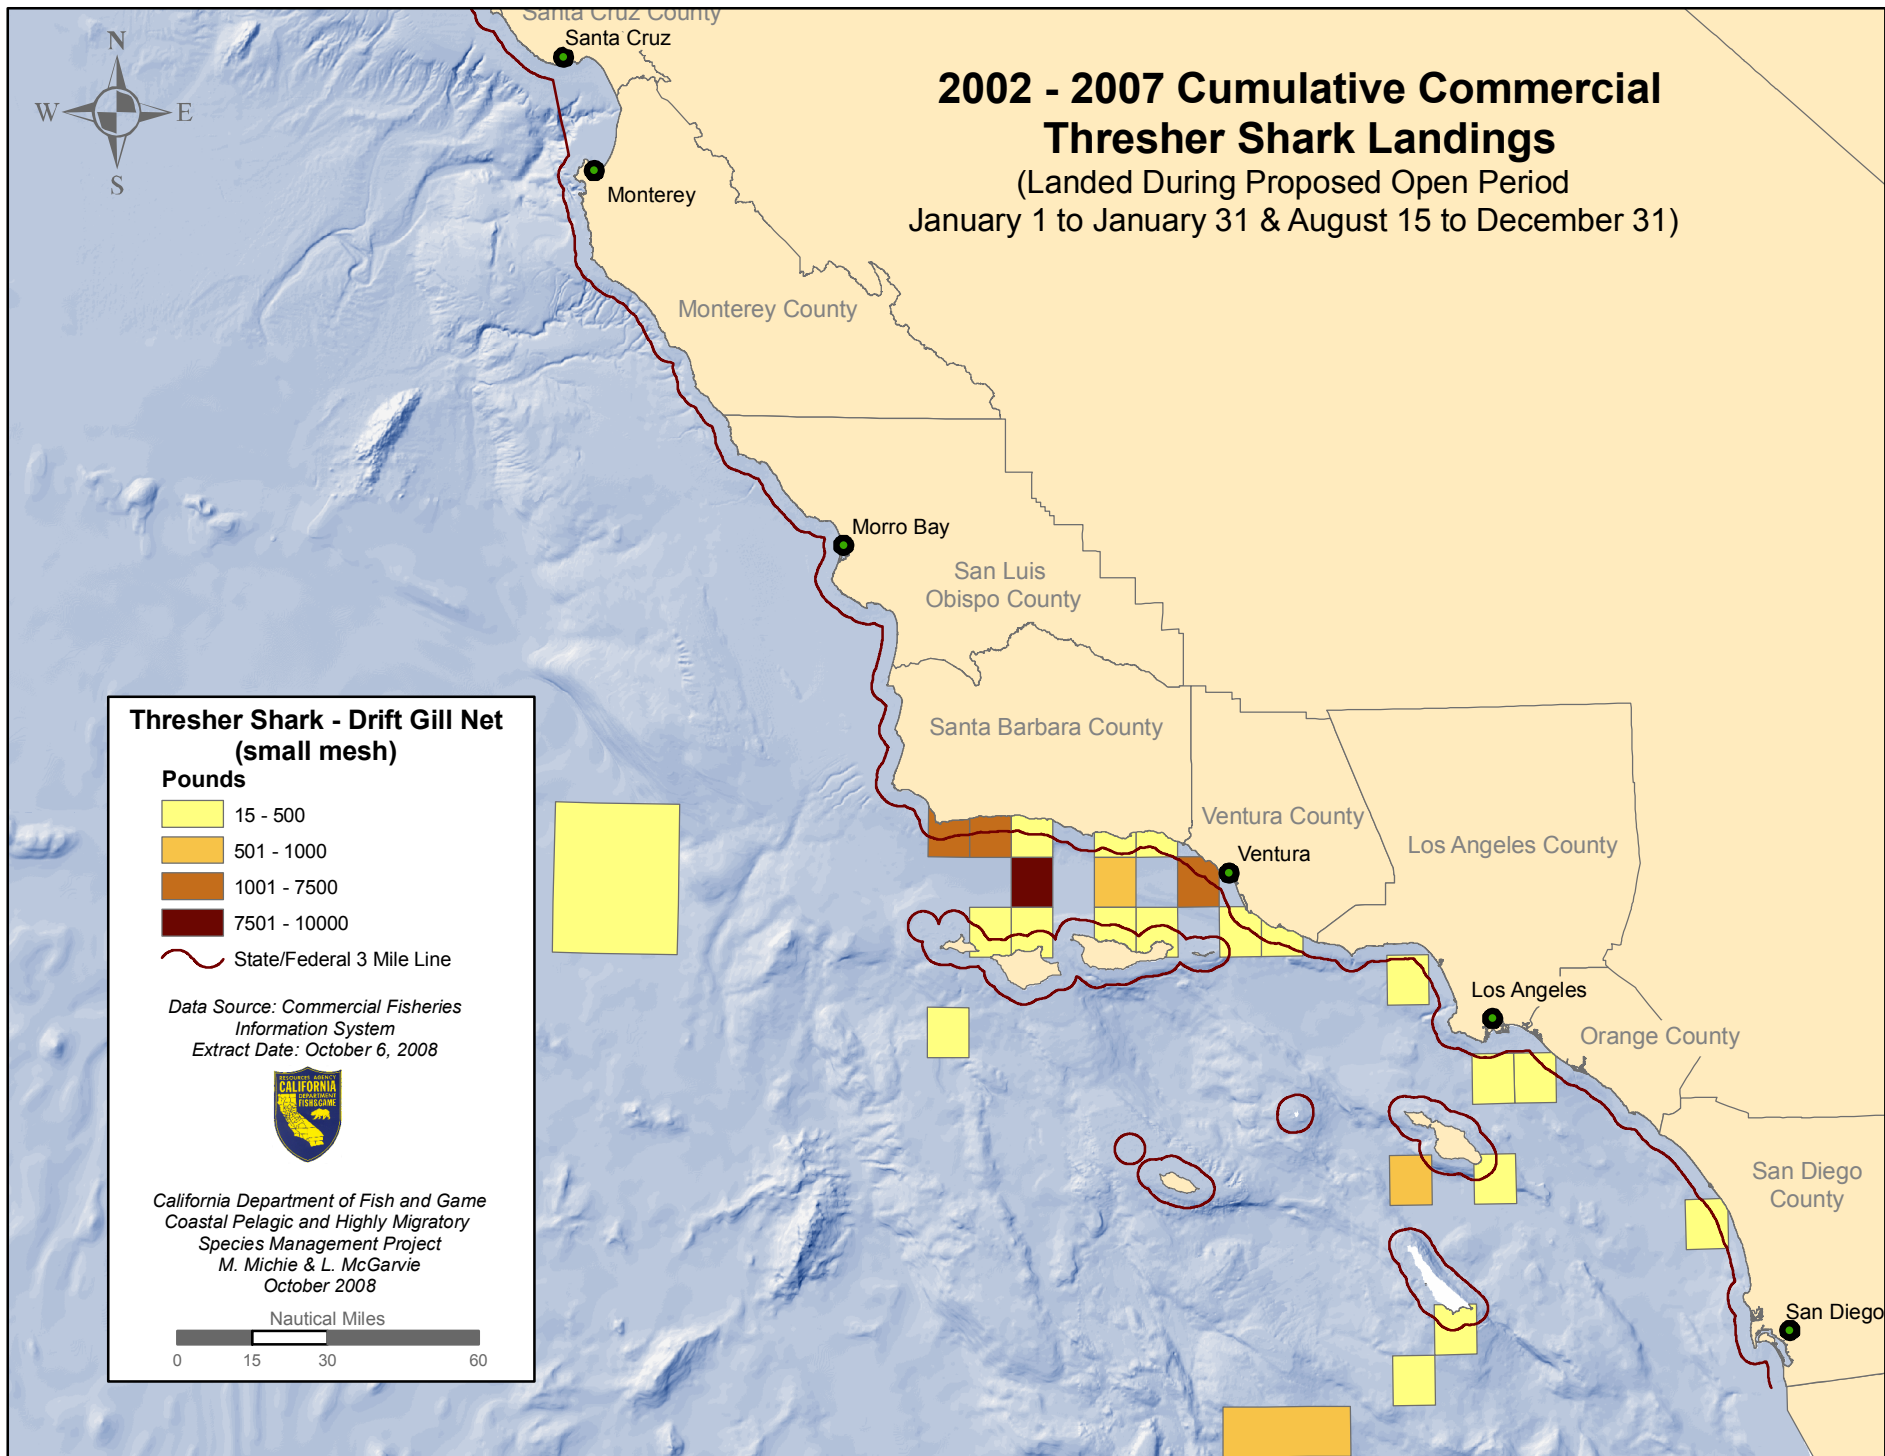 Santa Cruz County
Santa Cruz
N
W
E
S
2002 - 2007 Cumulative Commercial
Thresher Shark Landings
(Landed During Proposed Open Period
January 1 to January 31 & August 15 to December 31)
Monterey
Monterey County
Morro Bay
San Luis
Obispo County
Santa Barbara County
Ventura County
Ventura
Los Angeles County
Los Angeles
Orange County
San Diego
County
San Diego
Thresher Shark - Drift Gill Net
(small mesh)
Pounds
15 - 500
501 - 1000
1001 - 7500
7501 - 10000
State/Federal 3 Mile Line
Data Source: Commercial Fisheries
Information System
Extract Date: October 6, 2008
RESOURCES AGENCY
CALIFORNIA
DEPARTMENT
FISH&GAME
California Department of Fish and Game
Coastal Pelagic and Highly Migratory
Species Management Project
M. Michie & L. McGarvie
October 2008
Nautical Miles
0 15 30 60